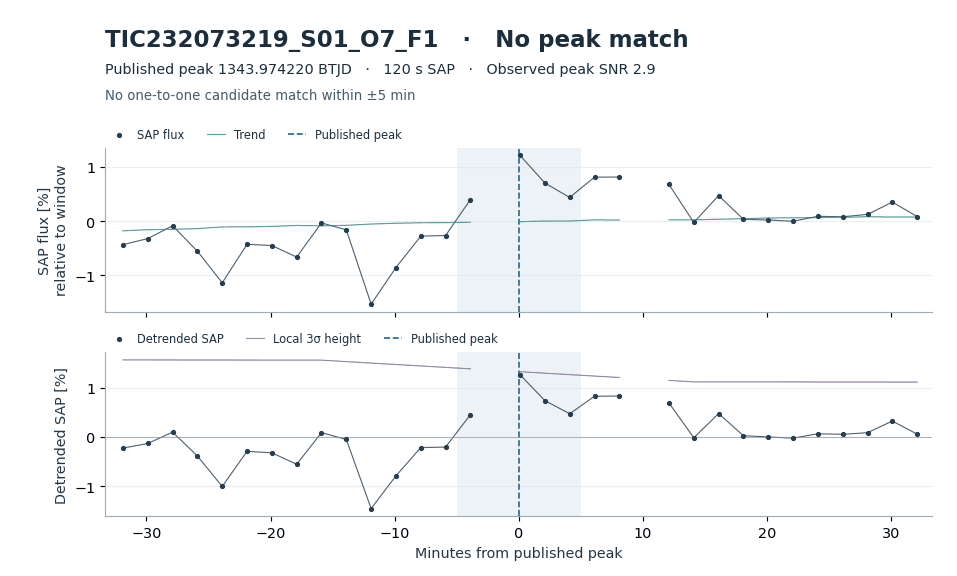 TIC232073219_S01_O7_F1 · No peak match
Published peak 1343.974220 BTJD · 120 s SAP · Observed peak SNR 2.9
No one-to-one candidate match within ±5 min
SAP flux Trend Published peak
SAP flux [%]
relative to window
1
0
−1
Detrended SAP Local 3σ height Published peak
Detrended SAP [%]
1
0
−1
−30 −20 −10 0 10 20 30
Minutes from published peak